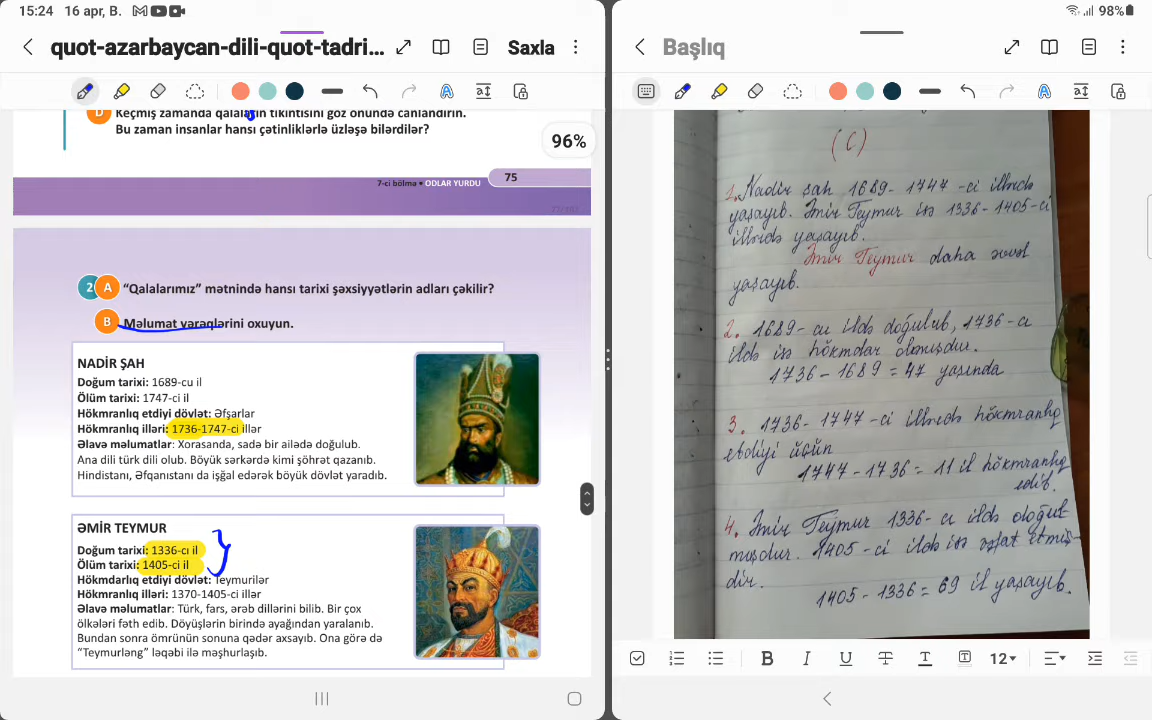 15:24 16 apr, B.
98%
quot-azarbaycan-dili-quot-tadri...
Saxla
Başlıq
Keçmiş zamanda qalaların tikintisini göz önündə canlandırın.
Bu zaman insanlar hansı çətinliklərlə üzləşə bilərdilər?
96%
7-ci bölmə • ODLAR YURDU
75
2 A "Qalalarımız" mətnində hansı tarixi şəxsiyyətlərin adları çəkilir?
B Məlumat vərəqlərini oxuyun.
NADİR ŞAH
Doğum tarixi: 1689-cu il
Ölüm tarixi: 1747-ci il
Hökmranlıq etdiyi dövlət: Əfşarlar
Hökmranlıq illəri: 1736-1747-ci illər
Əlavə məlumatlar: Xorasanda, sadə bir ailədə doğulub.
Ana dili türk dili olub. Böyük sərkərdə kimi şöhrət qazanıb.
Hindistanı, Əfqanıstanı da işğal edərək böyük dövlət yaradıb.
ƏMİR TEYMUR
Doğum tarixi: 1336-cı il
Ölüm tarixi: 1405-ci il
Hökmdarlıq etdiyi dövlət: Teymurilər
Hökmranlıq illəri: 1370-1405-ci illər
Əlavə məlumatlar: Türk, fars, ərəb dillərini bilib. Bir çox
ölkələri fəth edib. Döyüşlərin birində ayağından yaralanıb.
Bundan sonra ömrünün sonuna qədər axsayıb. Ona görə də
"Teymurləng" ləqəbi ilə məşhurlaşıb.
(C)
1. Nadir şah 1689-1747-ci illərdə
yaşayıb. Əmir Teymur isə 1336-1405-ci
illərdə yaşayıb.
Əmir Teymur daha əvvəl
yaşayıb.
2. 1689-cu ildə doğulub, 1736-cı
ildə isə hökmdar olmuşdur.
1736-1689=47 yaşında
3. 1736-1747-ci illərdə hökmranlıq
etdiyi üçün
1747-1736=11 il hökmranlıq
edib.
4. Əmir Teymur 1336-cı ildə doğul-
muşdur. 1405-ci ildə isə vəfat etmiş-
dir.
1405-1336=69 il yaşayıb.
B I U T T 12